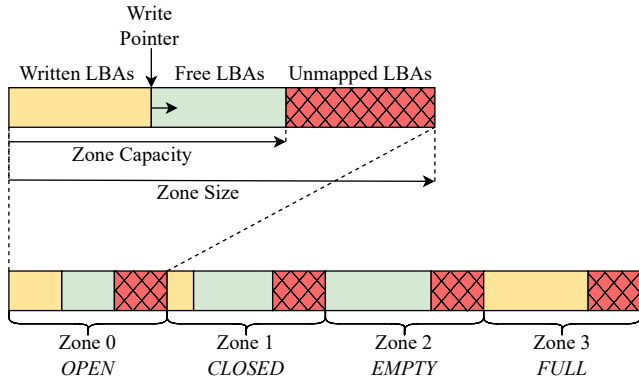 Write
Pointer
Written LBAs
Free LBAs
Unmapped LBAs
Zone Capacity
Zone Size
Zone 0
OPEN
Zone 1
CLOSED
Zone 2
EMPTY
Zone 3
FULL